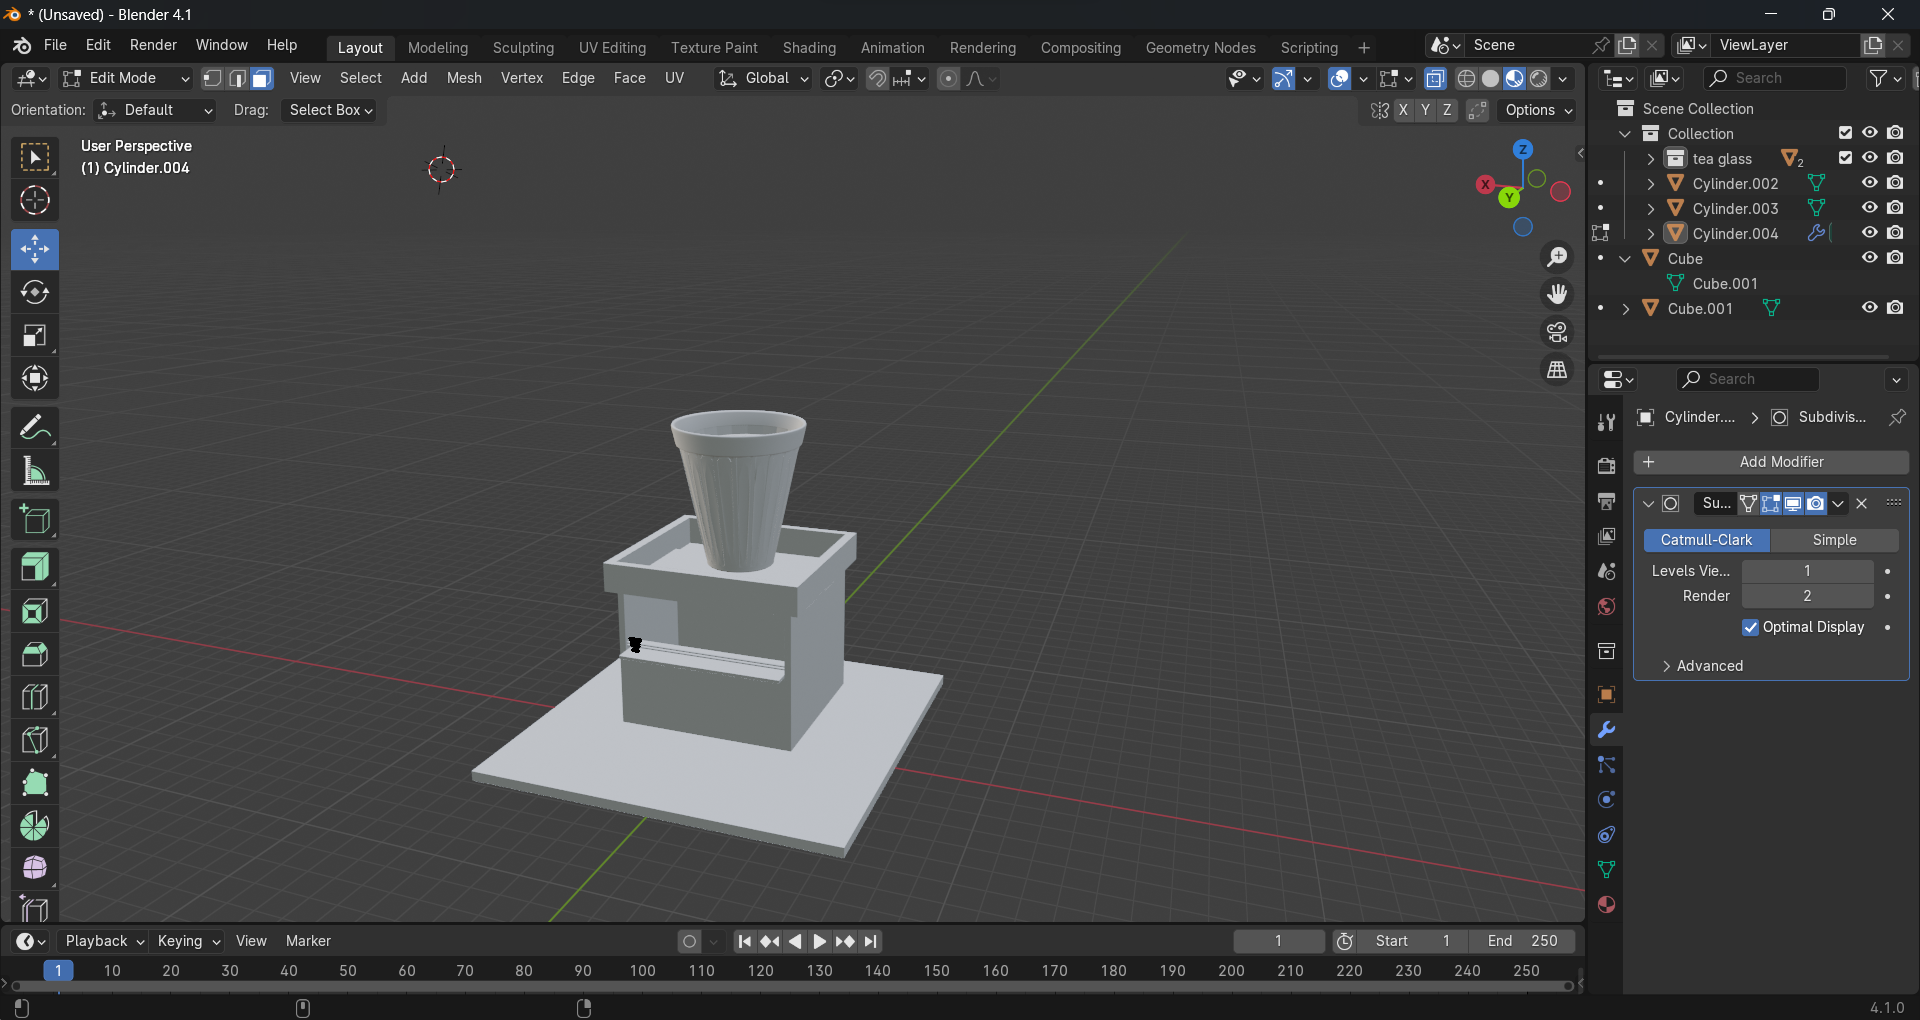 * (Unsaved) - Blender 4.1
File Edit Render Window Help Layout Modeling Sculpting UV Editing Texture Paint Shading Animation Rendering Compositing Geometry Nodes Scripting + Scene ViewLayer
Edit Mode View Select Add Mesh Vertex Edge Face UV Global Search
Orientation: Default Drag: Select Box X Y Z Options
User Perspective
(1) Cylinder.004
Z
X
Y
Scene Collection
Collection
tea glass 2
Cylinder.002
Cylinder.003
Cylinder.004
Cube
Cube.001
Cube.001
Search
Cylinder.... Subdivis...
+ Add Modifier
Su...
Catmull-Clark Simple
Levels Vie... 1
Render 2
Optimal Display
Advanced
Playback Keying View Marker 1 Start 1 End 250
1 10 20 30 40 50 60 70 80 90 100 110 120 130 140 150 160 170 180 190 200 210 220 230 240 250
4.1.0